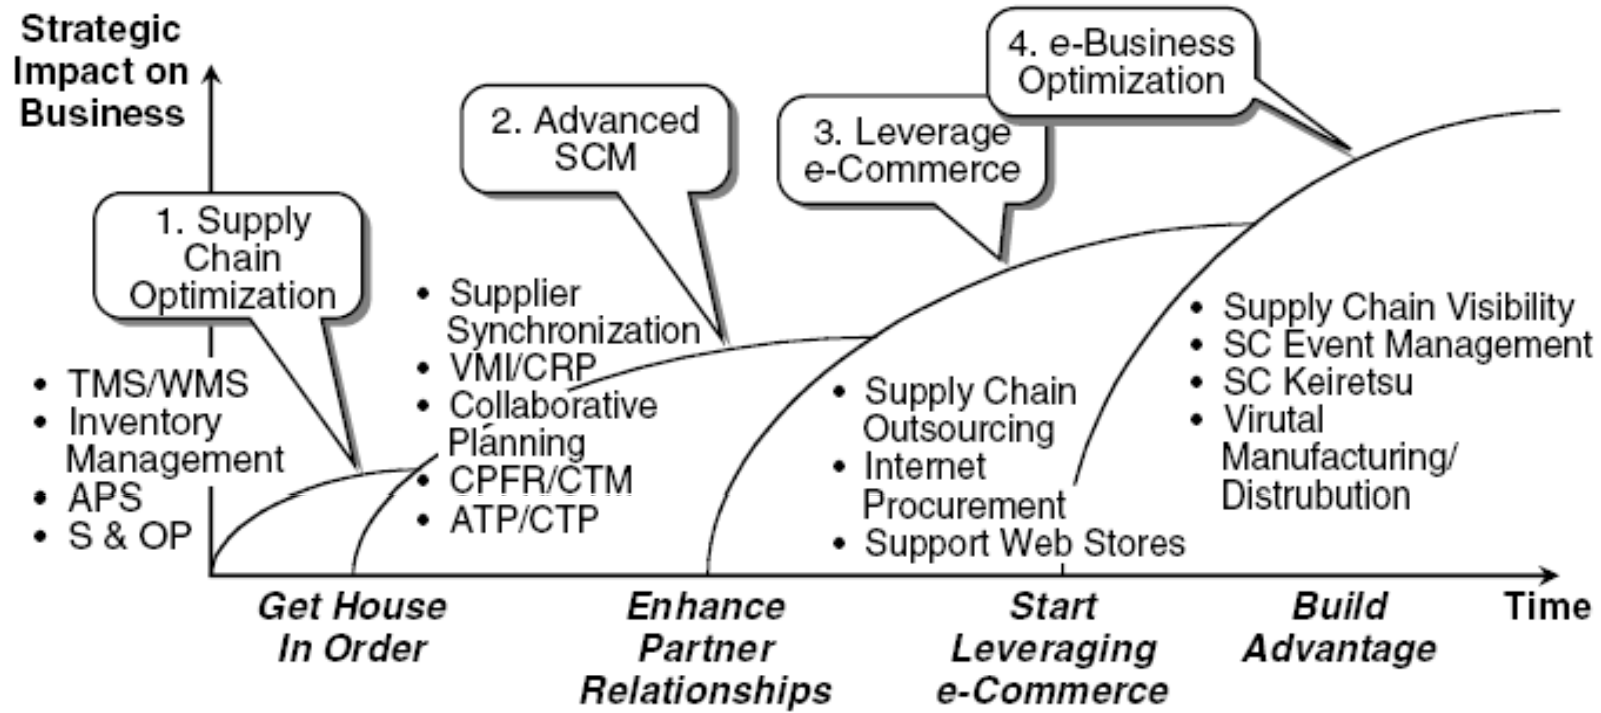 Strategic
Impact on
Business
1. Supply
Chain
Optimization
2. Advanced
SCM
3. Leverage
e-Commerce
4. e-Business
Optimization
• TMS/WMS
• Inventory
Management
• APS
• S & OP
• Supplier
Synchronization
• VMI/CRP
• Collaborative
Planning
• CPFR/CTM
• ATP/CTP
• Supply Chain
Outsourcing
• Internet
Procurement
• Support Web Stores
• Supply Chain Visibility
• SC Event Management
• SC Keiretsu
• Virutal
Manufacturing/
Distrubution
Get House
In Order
Enhance
Partner
Relationships
Start
Leveraging
e-Commerce
Build
Advantage
Time